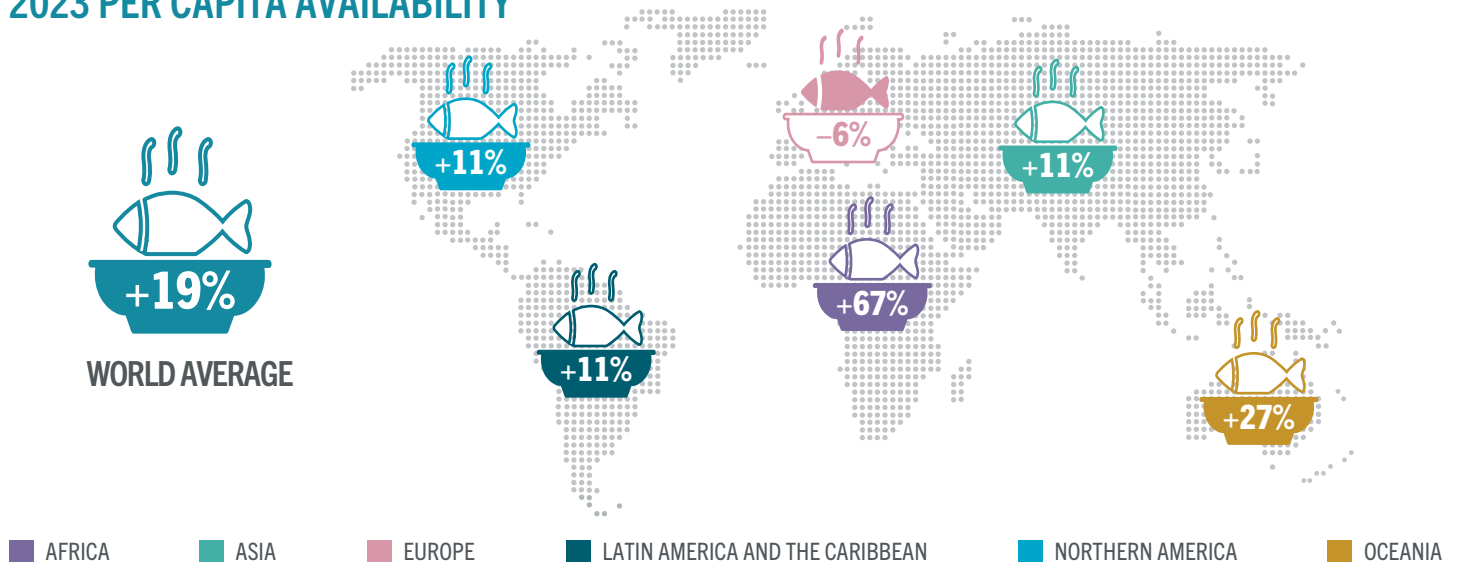 2023 PER CAPITA AVAILABILITY
+11%
–6%
+11%
+19%
+67%
+11%
+27%
WORLD AVERAGE
AFRICA
ASIA
EUROPE
LATIN AMERICA AND THE CARIBBEAN
NORTHERN AMERICA
OCEANIA